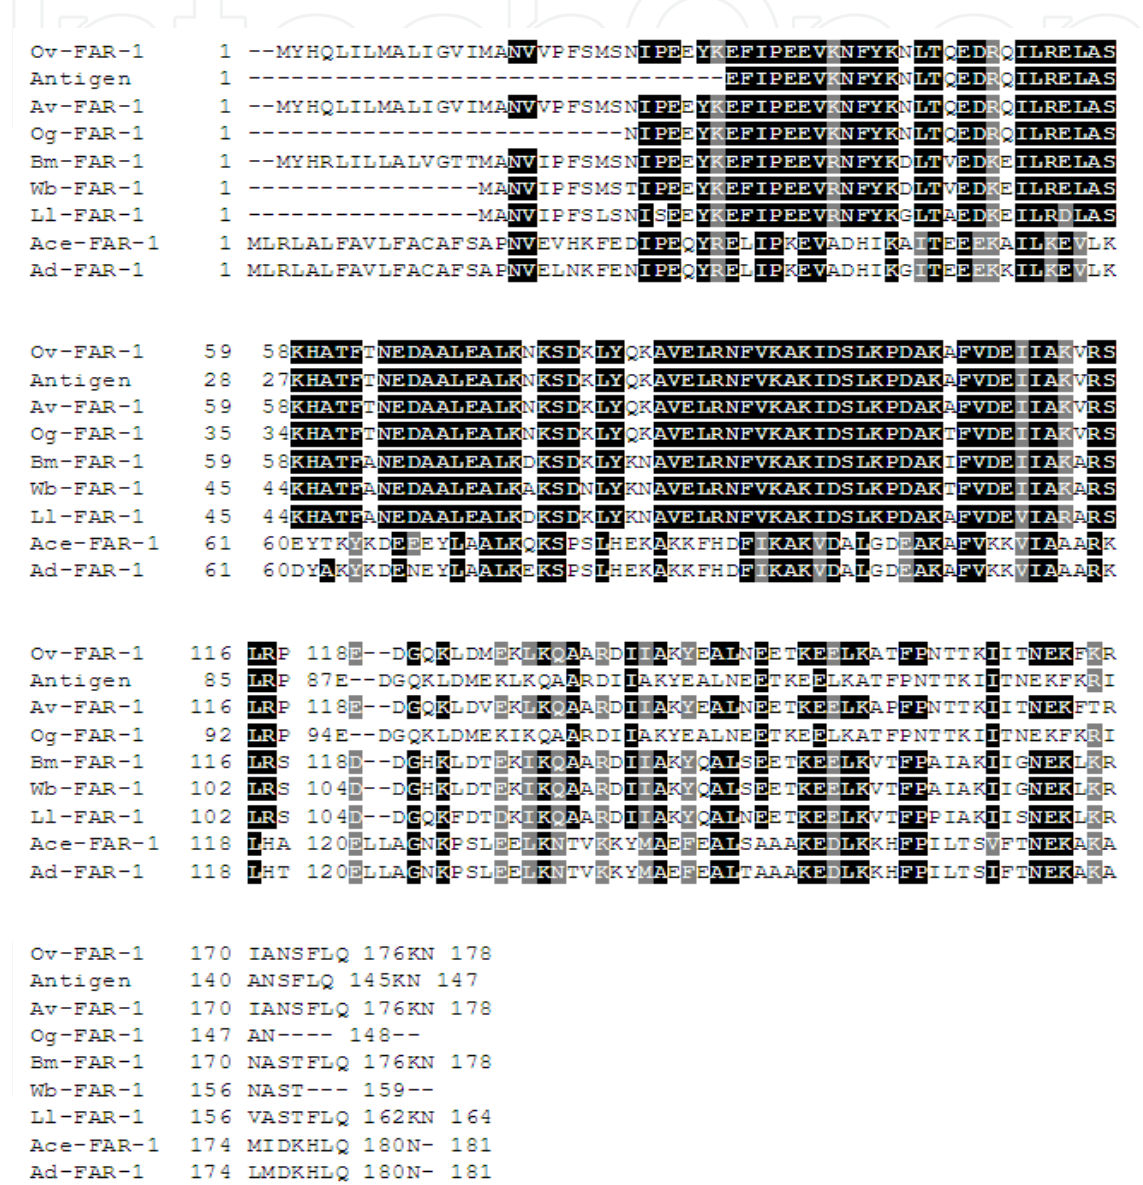 Ov-FAR-1 1 --MYHQLILMALIGVIMANVVPFSMSNIPEEYKEFIPEEVKNFYKNLTQEDRQILRELAS
Antigen 1 ---------------------------------EFIPEEVKNFYKNLTQEDRQILRELAS
Av-FAR-1 1 --MYHQLILMALIGVIMANVVPFSMSNIPEEYKEFIPEEVKNFYKNLTQEDRQILRELAS
Og-FAR-1 1 --------------------------NIPEEYKEFIPEEVKNFYKNLTQEDRQILRELAS
Bm-FAR-1 1 --MYHRLILLALVGTTMANVIPFSMSNIPEEYKEFIPEEVRNFYKDLTVEDKEILRELAS
Wb-FAR-1 1 ----------------MANVIPFSMSTIPEEYKEFIPEEVRNFYKDLTVEDKEILRELAS
Ll-FAR-1 1 ----------------MANVIPFSLSNISEEYKEFIPEEVRNFYKGLTAEDKEILRDLAS
Ace-FAR-1 1 MLRLALFAVLFACAFSAPNVEVHKFEDIPEQYRELIPKEVADHIKAITEEEKAILKEVLK
Ad-FAR-1 1 MLRLALFAVLFACAFSAPNVELNKFENIPEQYRELIPKEVADHIKGITEEEKKILKEVLK
Ov-FAR-1 59 58KHATFTNEDAALEALKNKSDKLYQKAVELRNFVKAKIDSLKPDAKAFVDEIIAKVRS
Antigen 28 27KHATFTNEDAALEALKNKSDKLYQKAVELRNFVKAKIDSLKPDAKAFVDEIIAKVRS
Av-FAR-1 59 58KHATFTNEDAALEALKNKSDKLYQKAVELRNFVKAKIDSLKPDAKAFVDEIIAKVRS
Og-FAR-1 35 34KHATFTNEDAALEALKNKSDKLYQKAVELRNFVKAKIDSLKPDAKTFVDEIIAKVRS
Bm-FAR-1 59 58KHATFANEDAALEALKDKSDKLYKNAVELRNFVKAKIDSLKPDAKIFVDEIIAKARS
Wb-FAR-1 45 44KHATFANEDAALEALKAKSDNLYKNAVELRNFVKAKIDSLKPDAKTFVDEIIAKARS
Ll-FAR-1 45 44KHATFANEDAALEALKDKSDKLYKNAVELRNFVKAKIDSLKPDAKAFVDEVIARARS
Ace-FAR-1 61 60EYTKYKDEEEYLAALKQKSPSLHEKAKKFHDFIKAKVDALGDEAKAFVKKVIAAARK
Ad-FAR-1 61 60DYAKYKDENEYLAALKEKSPSLHEKAKKFHDFIKAKVDALGDEAKAFVKKVIAAARK
Ov-FAR-1 116 LRP 118E--DGQKLDMEKLKQAARDIIAKYEALNEETKEELKATFPNTTKIITNEKFKR
Antigen 85 LRP 87E--DGQKLDMEKLKQAARDIIAKYEALNEETKEELKATFPNTTKIITNEKFKRI
Av-FAR-1 116 LRP 118E--DGQKLDVEKLKQAARDIIAKYEALNEETKEELKAPFPNTTKIITNEKFTR
Og-FAR-1 92 LRP 94E--DGQKLDMEKIKQAARDIIAKYEALNEETKEELKATFPNTTKIITNEKFKRI
Bm-FAR-1 116 LRS 118D--DGHKLDTEKIKQAARDIIAKYQALSEETKEELKVTFPAIAKIIGNEKLKR
Wb-FAR-1 102 LRS 104D--DGHKLDTEKIKQAARDIIAKYQALSEETKEELKVTFPAIAKIIGNEKLKR
Ll-FAR-1 102 LRS 104D--DGQKFDTDKIKQAARDIIAKYQALNEETKEELKVTFPPIAKIISNEKLKR
Ace-FAR-1 118 LHA 120ELLAGNKPSLEELKNTVKKYMAEFEALSAAAKEDLKKHFPILTSVFTNEKAKA
Ad-FAR-1 118 LHT 120ELLAGNKPSLEELKNTVKKYMAEFEALTAAAKEDLKKHFPILTSIFTNEKAKA
Ov-FAR-1 170 IANSFLQ 176KN 178
Antigen 140 ANSFLQ 145KN 147
Av-FAR-1 170 IANSFLQ 176KN 178
Og-FAR-1 147 AN---- 148--
Bm-FAR-1 170 NASTFLQ 176KN 178
Wb-FAR-1 156 NAST--- 159--
Ll-FAR-1 156 VASTFLQ 162KN 164
Ace-FAR-1 174 MIDKHLQ 180N- 181
Ad-FAR-1 174 LMDKHLQ 180N- 181